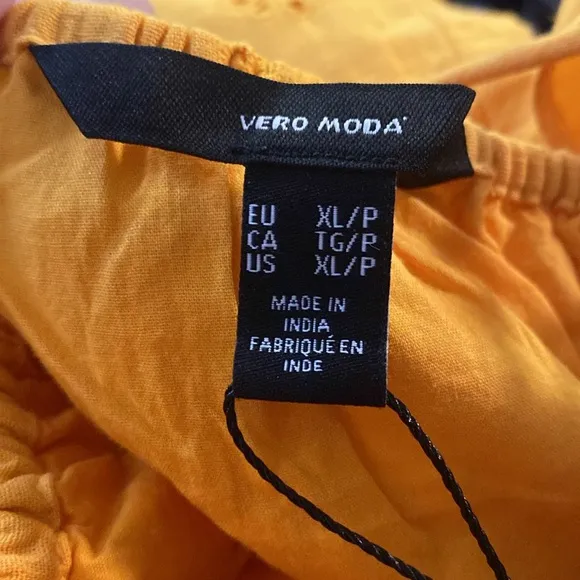 VERO MODA
EU XL/P
CA TG/P
US XL/P
MADE IN
INDIA
FABRIQUÉ EN
INDE